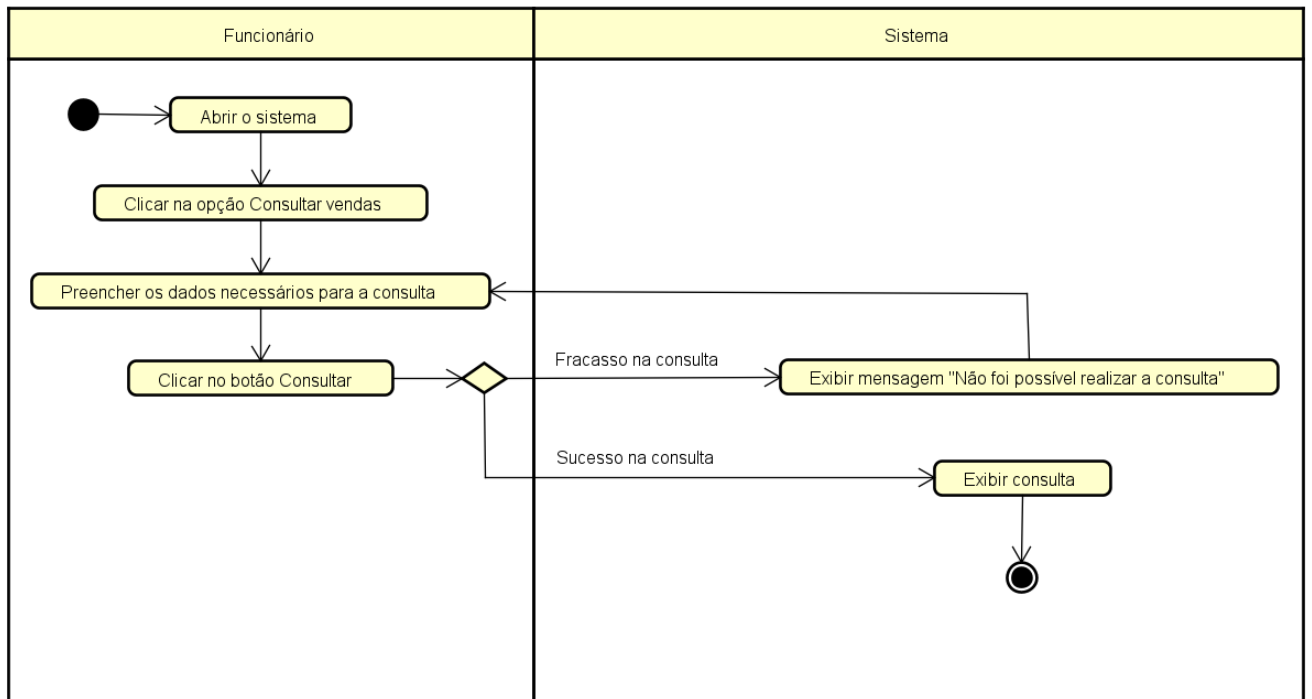 Funcionário
Sistema
Abrir o sistema
Clicar na opção Consultar vendas
Preencher os dados necessários para a consulta
Clicar no botão Consultar
Fracasso na consulta
Exibir mensagem "Não foi possível realizar a consulta"
Sucesso na consulta
Exibir consulta